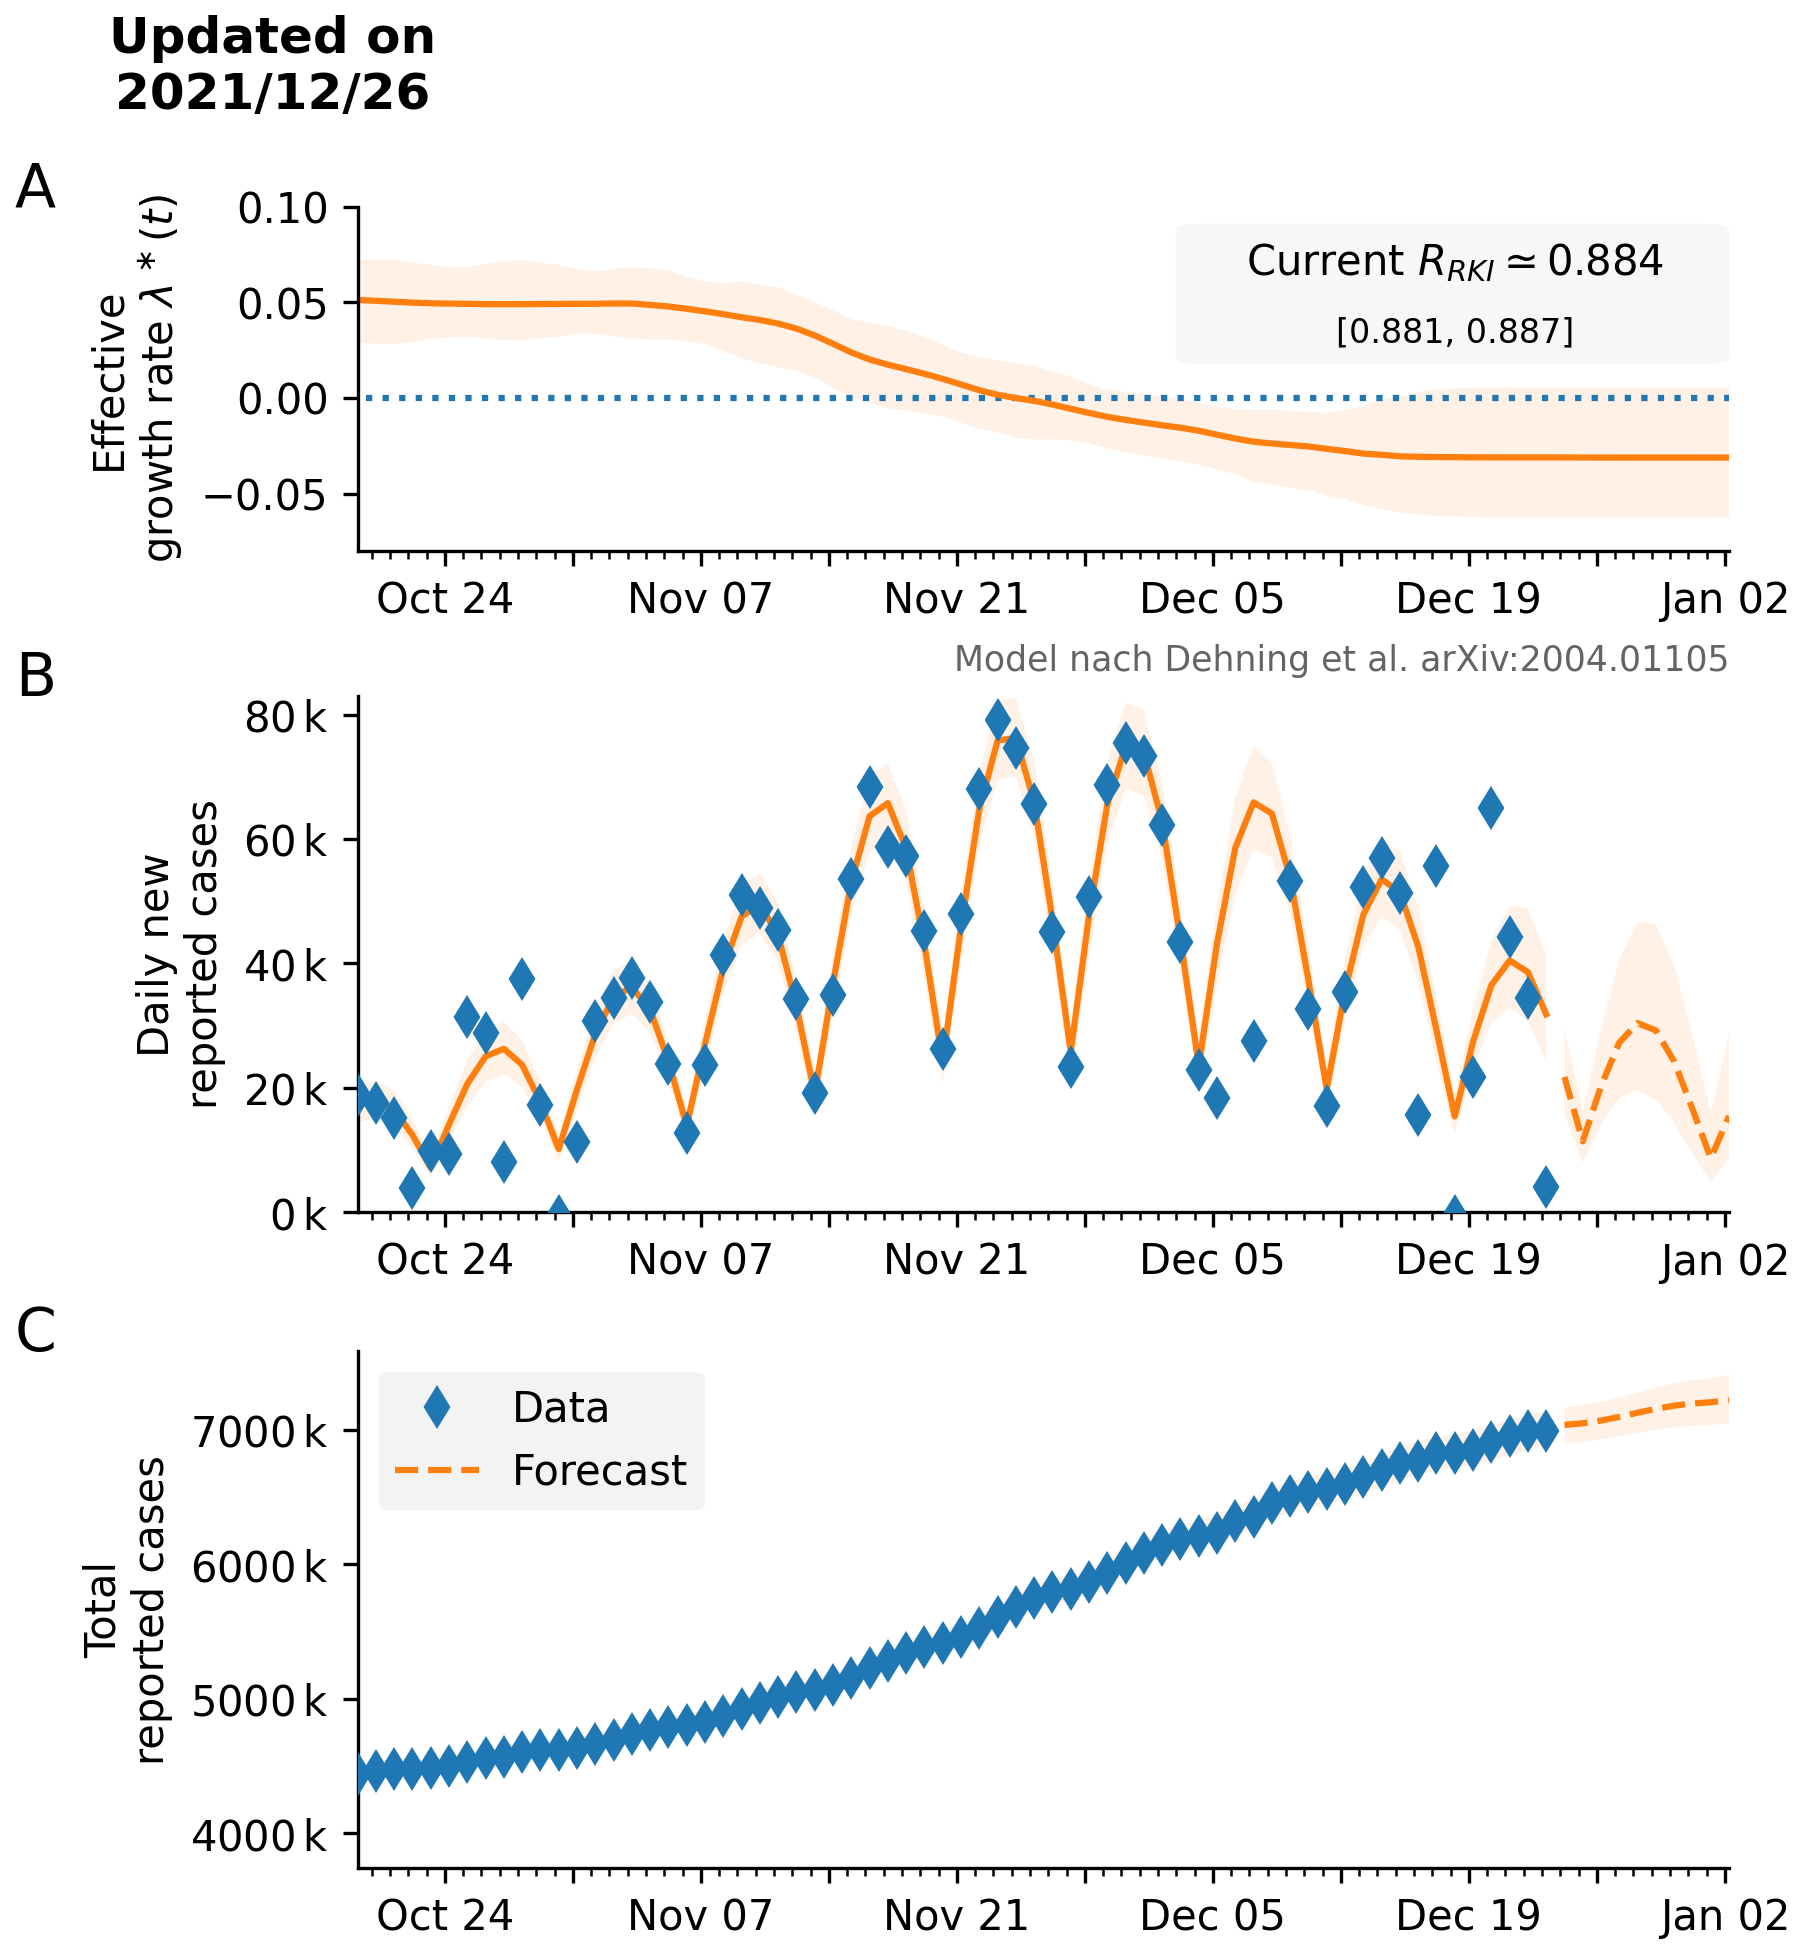 Updated on
2021/12/26
A
Effective
growth rate λ * (t)
0.10
0.05
0.00
−0.05
Current R_RKI ≃ 0.884
[0.881, 0.887]
Oct 24 Nov 07 Nov 21 Dec 05 Dec 19 Jan 02
Model nach Dehning et al. arXiv:2004.01105
B
Daily new
reported cases
80 k
60 k
40 k
20 k
0 k
Oct 24 Nov 07 Nov 21 Dec 05 Dec 19 Jan 02
C
Total
reported cases
7000 k
6000 k
5000 k
4000 k
Data
Forecast
Oct 24 Nov 07 Nov 21 Dec 05 Dec 19 Jan 02